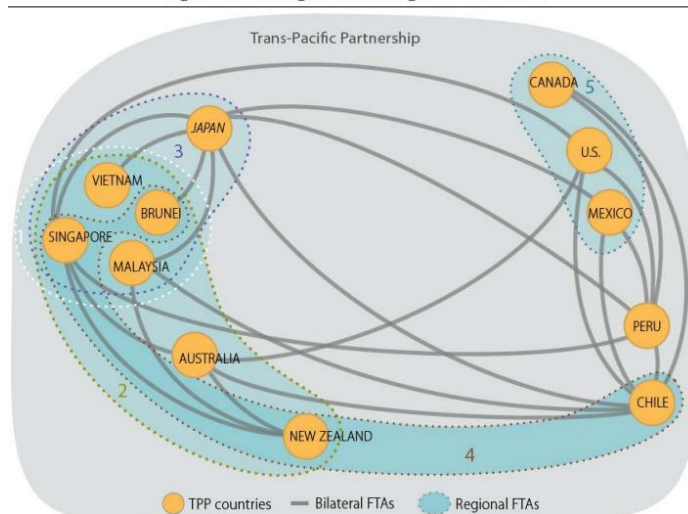 Trans-Pacific Partnership
CANADA
5
JAPAN
U.S.
3
VIETNAM
BRUNEI
MEXICO
1
SINGAPORE
MALAYSIA
PERU
AUSTRALIA
2
CHILE
NEW ZEALAND
4
TPP countries
Bilateral FTAs
Regional FTAs